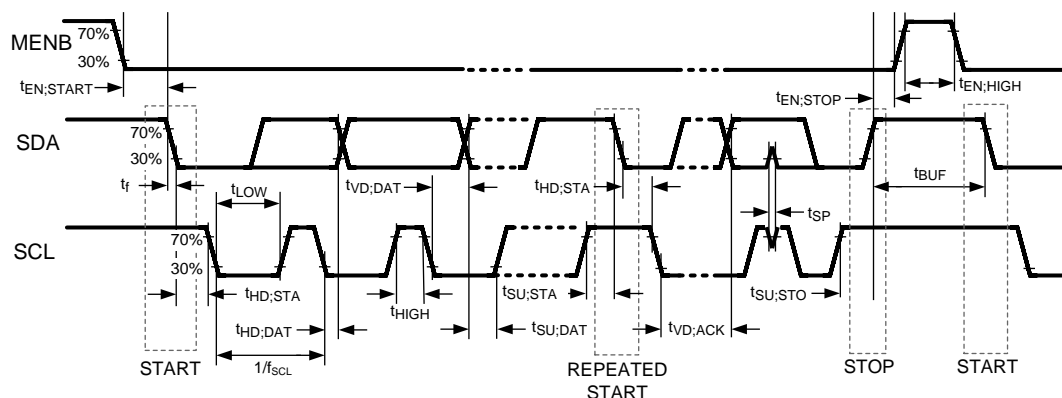 MENB
70%
30%
tEN;START
tEN;STOP
tEN;HIGH
SDA
70%
30%
tf
tLOW
tVD;DAT
tHD;STA
tSP
tBUF
SCL
70%
30%
tHD;STA
tHD;DAT
tHIGH
tSU;STA
tSU;DAT
tVD;ACK
tSU;STO
1/fSCL
START
REPEATED
START
STOP
START